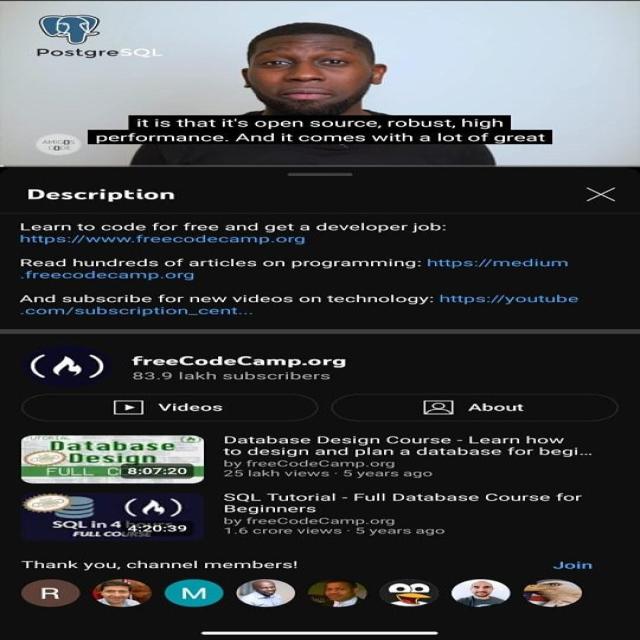 PostgreSQL
it is that it's open source, robust, high
performance. And it comes with a lot of great
AMIGOS
CODE
Description
Learn to code for free and get a developer job:
https://www.freecodecamp.org
Read hundreds of articles on programming: https://medium
.freecodecamp.org
And subscribe for new videos on technology: https://youtube
.com/subscription_cent...
freeCodeCamp.org
83.9 lakh subscribers
Videos
About
TUTORIAL
Database
Design
FULL C
8:07:20
Database Design Course - Learn how
to design and plan a database for begi...
by freeCodeCamp.org
25 lakh views · 5 years ago
SQL in 4 hours
FULL COURSE
4:20:39
SQL Tutorial - Full Database Course for
Beginners
by freeCodeCamp.org
1.6 crore views · 5 years ago
Thank you, channel members!
Join
R
M